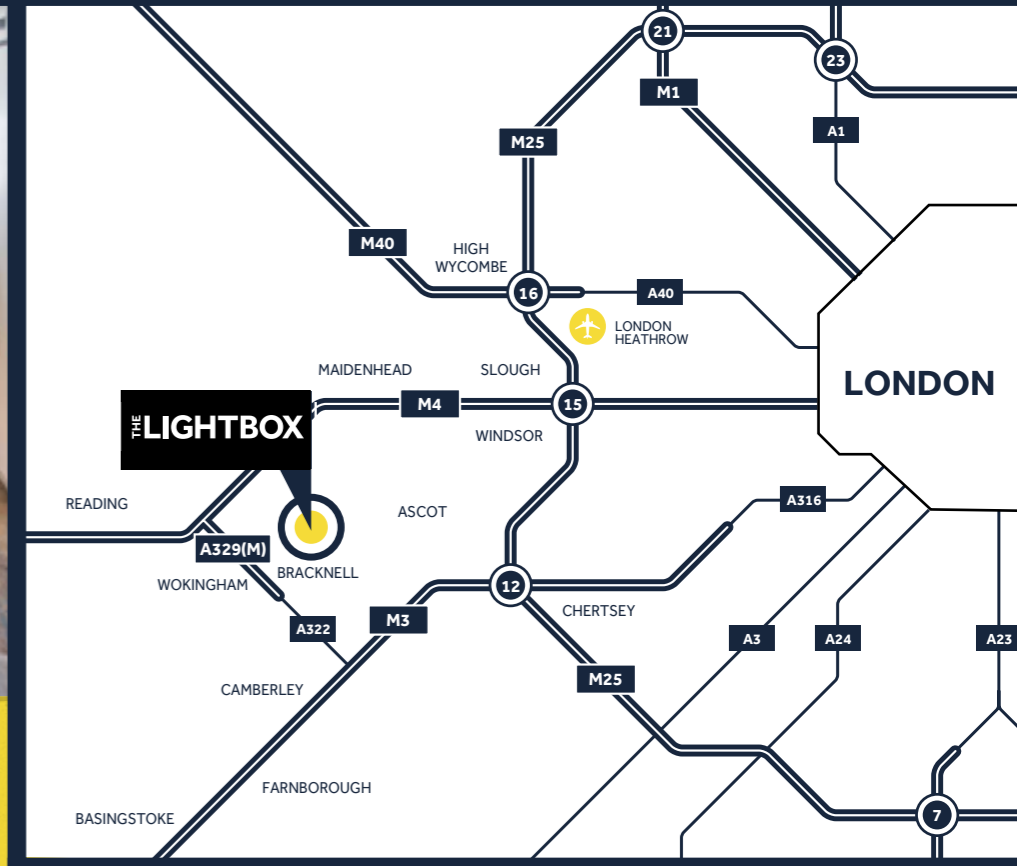 21
23
M1
A1
M25
M40
HIGH
WYCOMBE
16
A40
LONDON
HEATHROW
MAIDENHEAD
SLOUGH
LONDON
THE LIGHTBOX
M4
15
WINDSOR
READING
ASCOT
A316
A329(M)
BRACKNELL
WOKINGHAM
12
CHERTSEY
M3
A322
A3
A24
A23
M25
CAMBERLEY
FARNBOROUGH
BASINGSTOKE
7